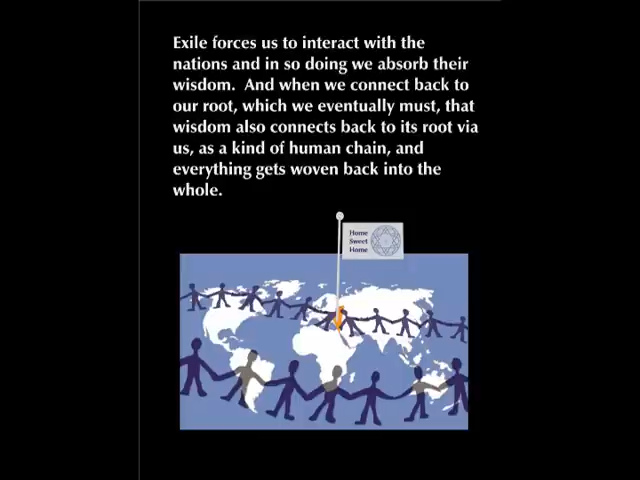 Exile forces us to interact with the
nations and in so doing we absorb their
wisdom.  And when we connect back to
our root, which we eventually must, that
wisdom also connects back to its root via
us, as a kind of human chain, and
everything gets woven back into the
whole.
Home
Sweet
Home